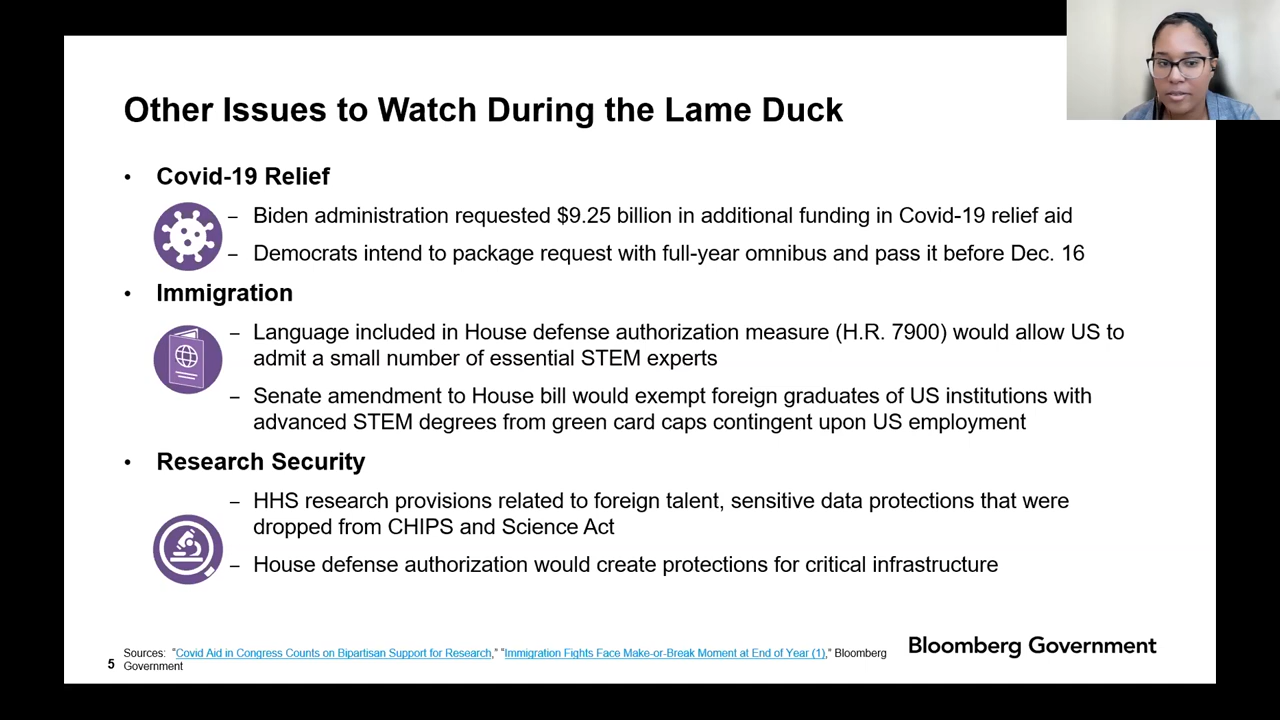 Other Issues to Watch During the Lame Duck
• Covid-19 Relief
– Biden administration requested $9.25 billion in additional funding in Covid-19 relief aid
– Democrats intend to package request with full-year omnibus and pass it before Dec. 16
• Immigration
– Language included in House defense authorization measure (H.R. 7900) would allow US to
admit a small number of essential STEM experts
– Senate amendment to House bill would exempt foreign graduates of US institutions with
advanced STEM degrees from green card caps contingent upon US employment
• Research Security
– HHS research provisions related to foreign talent, sensitive data protections that were
dropped from CHIPS and Science Act
– House defense authorization would create protections for critical infrastructure
Sources: "Covid Aid in Congress Counts on Bipartisan Support for Research," "Immigration Fights Face Make-or-Break Moment at End of Year (1)," Bloomberg
Government
5
Bloomberg Government